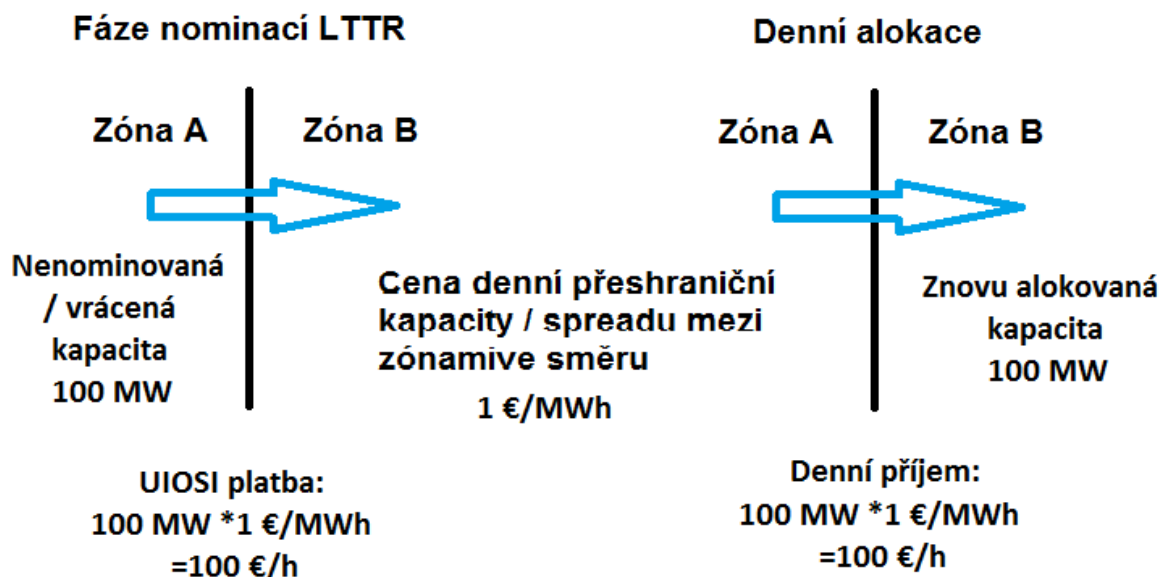 Fáze nominací LTTR
Zóna A
Zóna B
Nenominovaná
/ vrácená
kapacita
100 MW
UIOSI platba:
100 MW *1 €/MWh
=100 €/h
Cena denní přeshraniční
kapacity / spreadu mezi
zónamive směru
1 €/MWh
Denní alokace
Zóna A
Zóna B
Znovu alokovaná
kapacita
100 MW
Denní příjem:
100 MW *1 €/MWh
=100 €/h